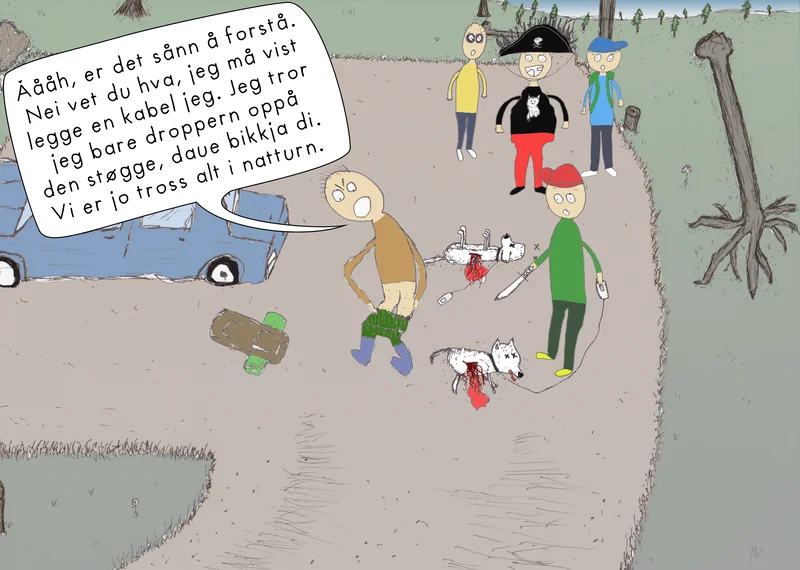 Åååh, er det sånn å forstå.
Nei vet du hva, jeg må vist
legge en kabel jeg. Jeg tror
jeg bare droppern oppå
den støgge, daue bikkja di.
Vi er jo tross alt i natturn.